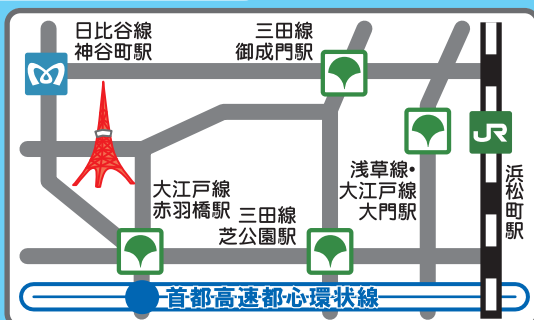 日比谷線
神谷町駅
三田線
御成門駅
JR
浅草線・
大江戸線
大門駅
浜松町駅
大江戸線
赤羽橋駅
三田線
芝公園駅
首都高速都心環状線